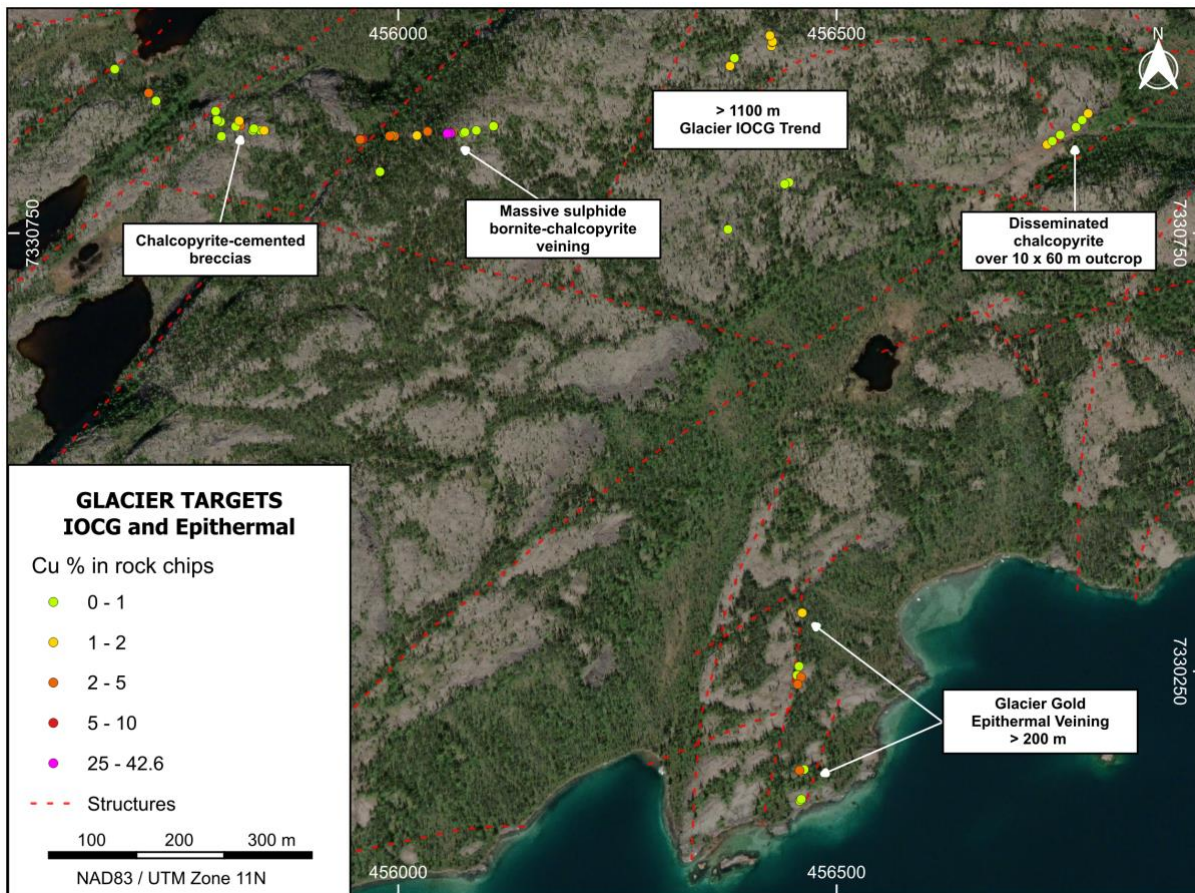 456000
456500
N
> 1100 m
Glacier IOCG Trend
7330750
7330750
Chalcopyrite-cemented
breccias
Massive sulphide
bornite-chalcopyrite
veining
Disseminated
chalcopyrite
over 10 x 60 m outcrop
GLACIER TARGETS
IOCG and Epithermal
Cu % in rock chips
0 - 1
1 - 2
2 - 5
5 - 10
25 - 42.6
Structures
100 200 300 m
NAD83 / UTM Zone 11N
7330250
Glacier Gold
Epithermal Veining
> 200 m
456000
456500